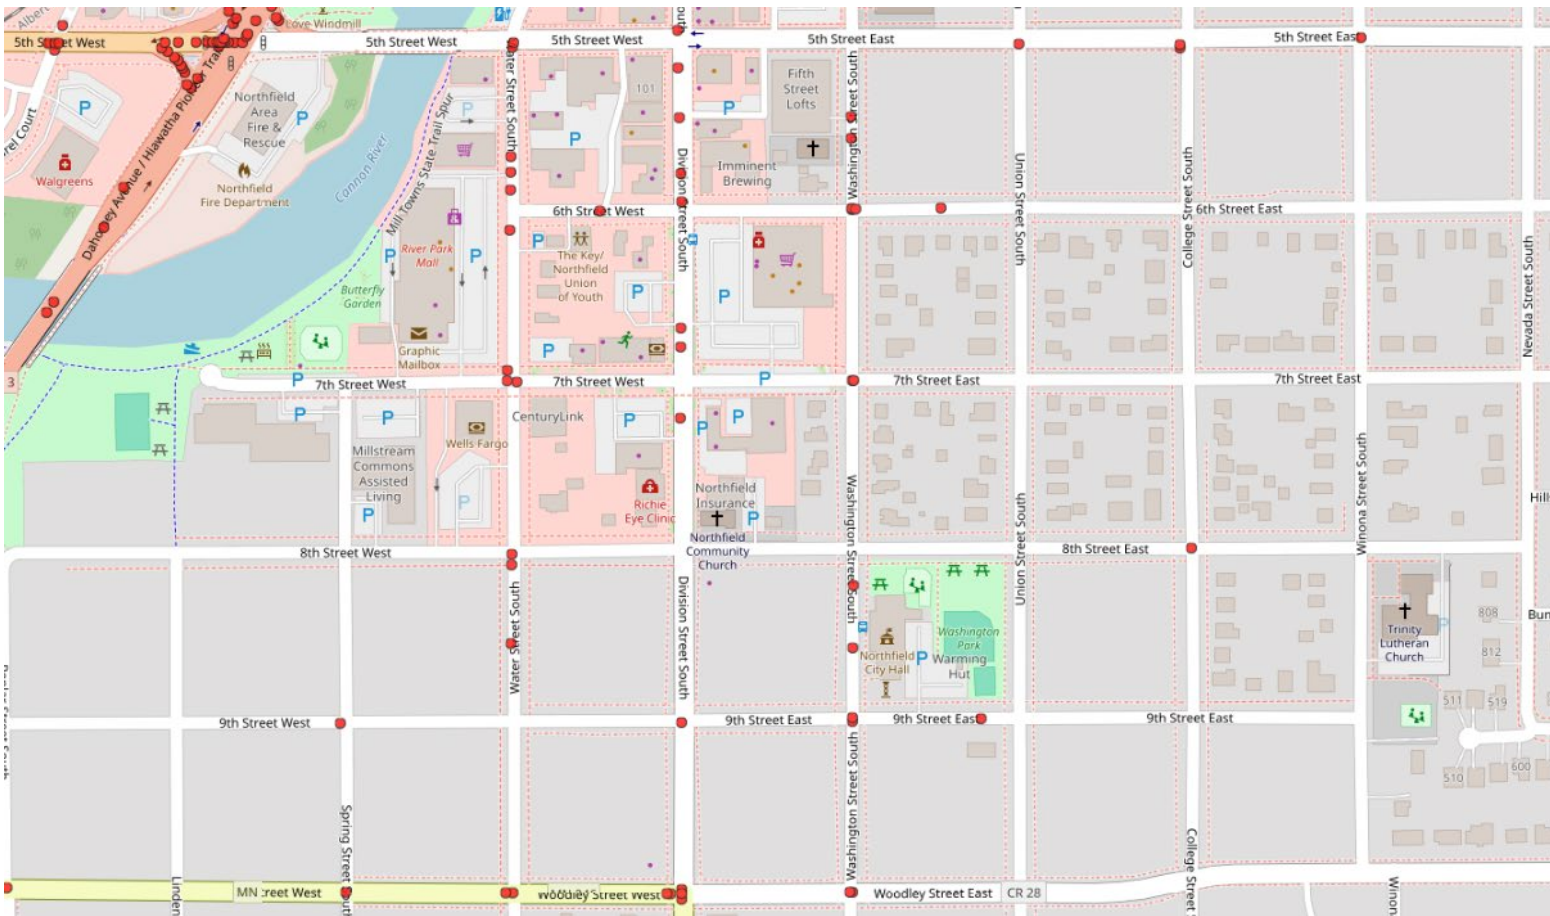 Love Windmill
5th Street West
5th Street West
5th Street West
5th Street East
5th Street East
101
Fifth
Street
Lofts
Northfield
Area
Fire &
Rescue
P
P
P
P
P
Walgreens
Northfield
Fire Department
Cannon River
Mill Towns State Trail Spur
Imminent
Brewing
Division Street South
Washington Street South
Union Street South
College Street South
6th Street West
6th Street East
River Park
Mall
Butterfly
Garden
The Key/
Northfield
Union
of Youth
P
P
P
P
P
P
Nevada Street South
Graphic
Mailbox
3
7th Street West
7th Street West
P
P
7th Street East
7th Street East
P
P
P
P
P
CenturyLink
Wells Fargo
Millstream
Commons
Assisted
Living
P
P
Richie
Eye Clinic
Northfield
Insurance
P
Northfield
Community
Church
Washington Street South
Union Street South
Winona Street South
8th Street West
8th Street East
Water Street South
Division Street South
Northfield
City Hall
P
Washington
Park
Warming
Hut
Trinity
Lutheran
Church
P
808
812
511
519
510
600
9th Street West
9th Street East
9th Street East
9th Street East
Washington Street South
Spring Street South
College Street
Linden
MN
Woodley Street West
Woodley Street East
CR 28